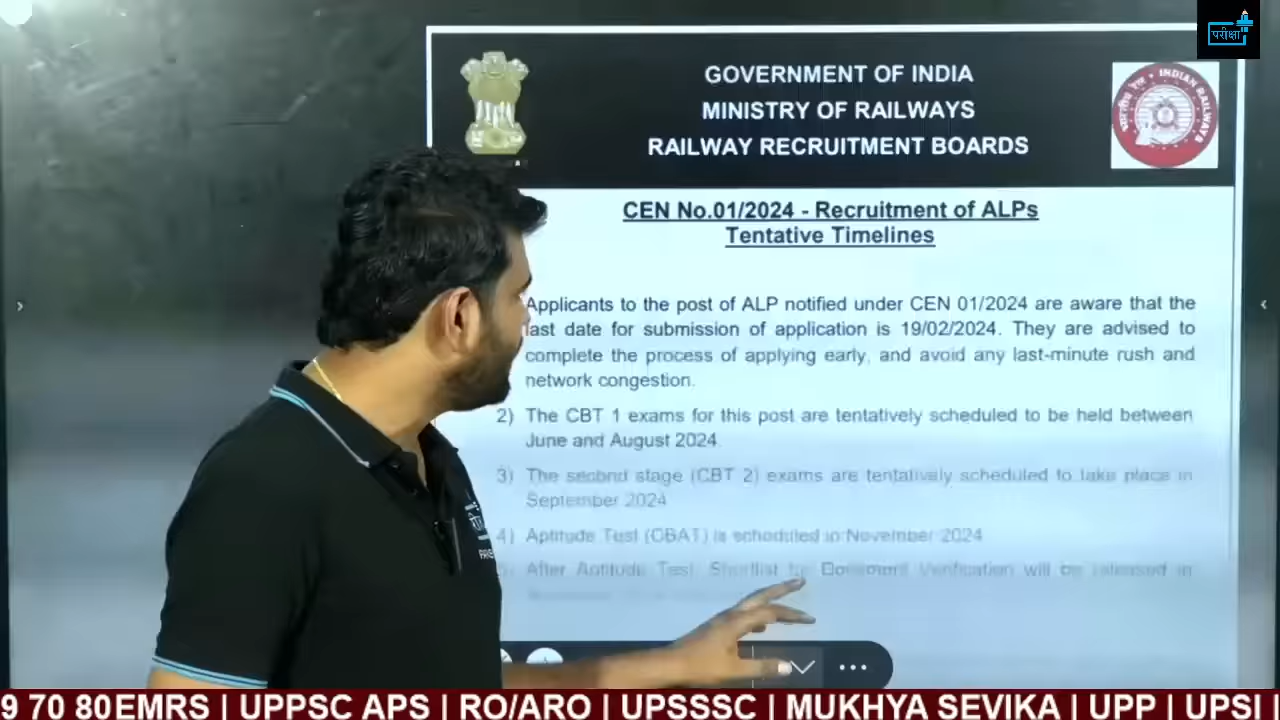 परीक्षा
GOVERNMENT OF INDIA
MINISTRY OF RAILWAYS
RAILWAY RECRUITMENT BOARDS
INDIAN RAILWAYS
CEN No.01/2024 - Recruitment of ALPs
Tentative Timelines
Applicants to the post of ALP notified under CEN 01/2024 are aware that the
last date for submission of application is 19/02/2024. They are advised to
complete the process of applying early, and avoid any last-minute rush and
network congestion.
2) The CBT 1 exams for this post are tentatively scheduled to be held between
June and August 2024.
3) The second stage (CBT 2) exams are tentatively scheduled to take place in
September 2024
4) Aptitude Test (CBAT) is scheduled in November 2024
After Aptitude Test, Shortlist for Document Verification will be released in
9 70 80EMRS | UPPSC APS | RO/ARO | UPSSSC | MUKHYA SEVIKA | UPP | UPSI |